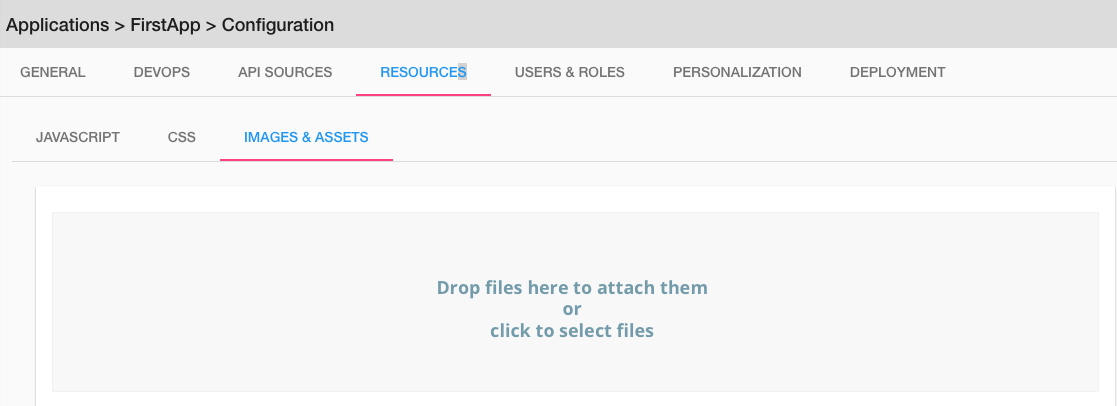 Applications > FirstApp > Configuration
GENERAL DEVOPS API SOURCES RESOURCES USERS & ROLES PERSONALIZATION DEPLOYMENT
JAVASCRIPT CSS IMAGES & ASSETS
Drop files here to attach them
or
click to select files